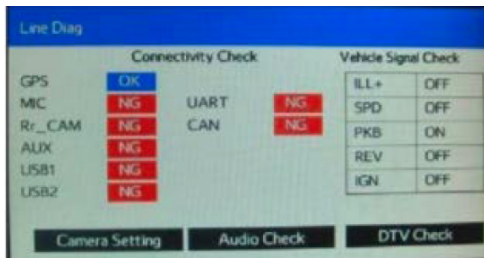 Line Diag
Connectivity Check Vehicle Signal Check
GPS OK ILL+ OFF
MIC NG UART NG SPD OFF
Rr_CAM NG CAN NG PKB ON
AUX NG REV OFF
USB1 NG IGN OFF
USB2 NG
Camera Setting Audio Check DTV Check